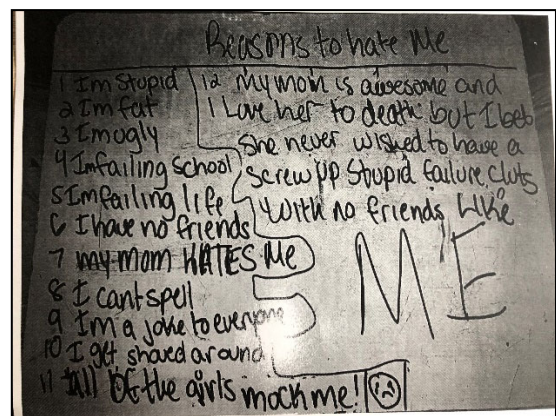 Reasons to hate Me
1 Im Stupid
2 Im fat
3 Im ugly
4 Im failing School
5 Im failing life
6 I have no friends
7 my mom HATES Me
8 I cant spell
9 Im a joke to everyone
10 I get shoved around
11 all of the girls mock me!
12 My mom is awesome and
I Love her to death but I bet
She never wished to have a
screw up Stupid failure cluts
With no friends Like
ME